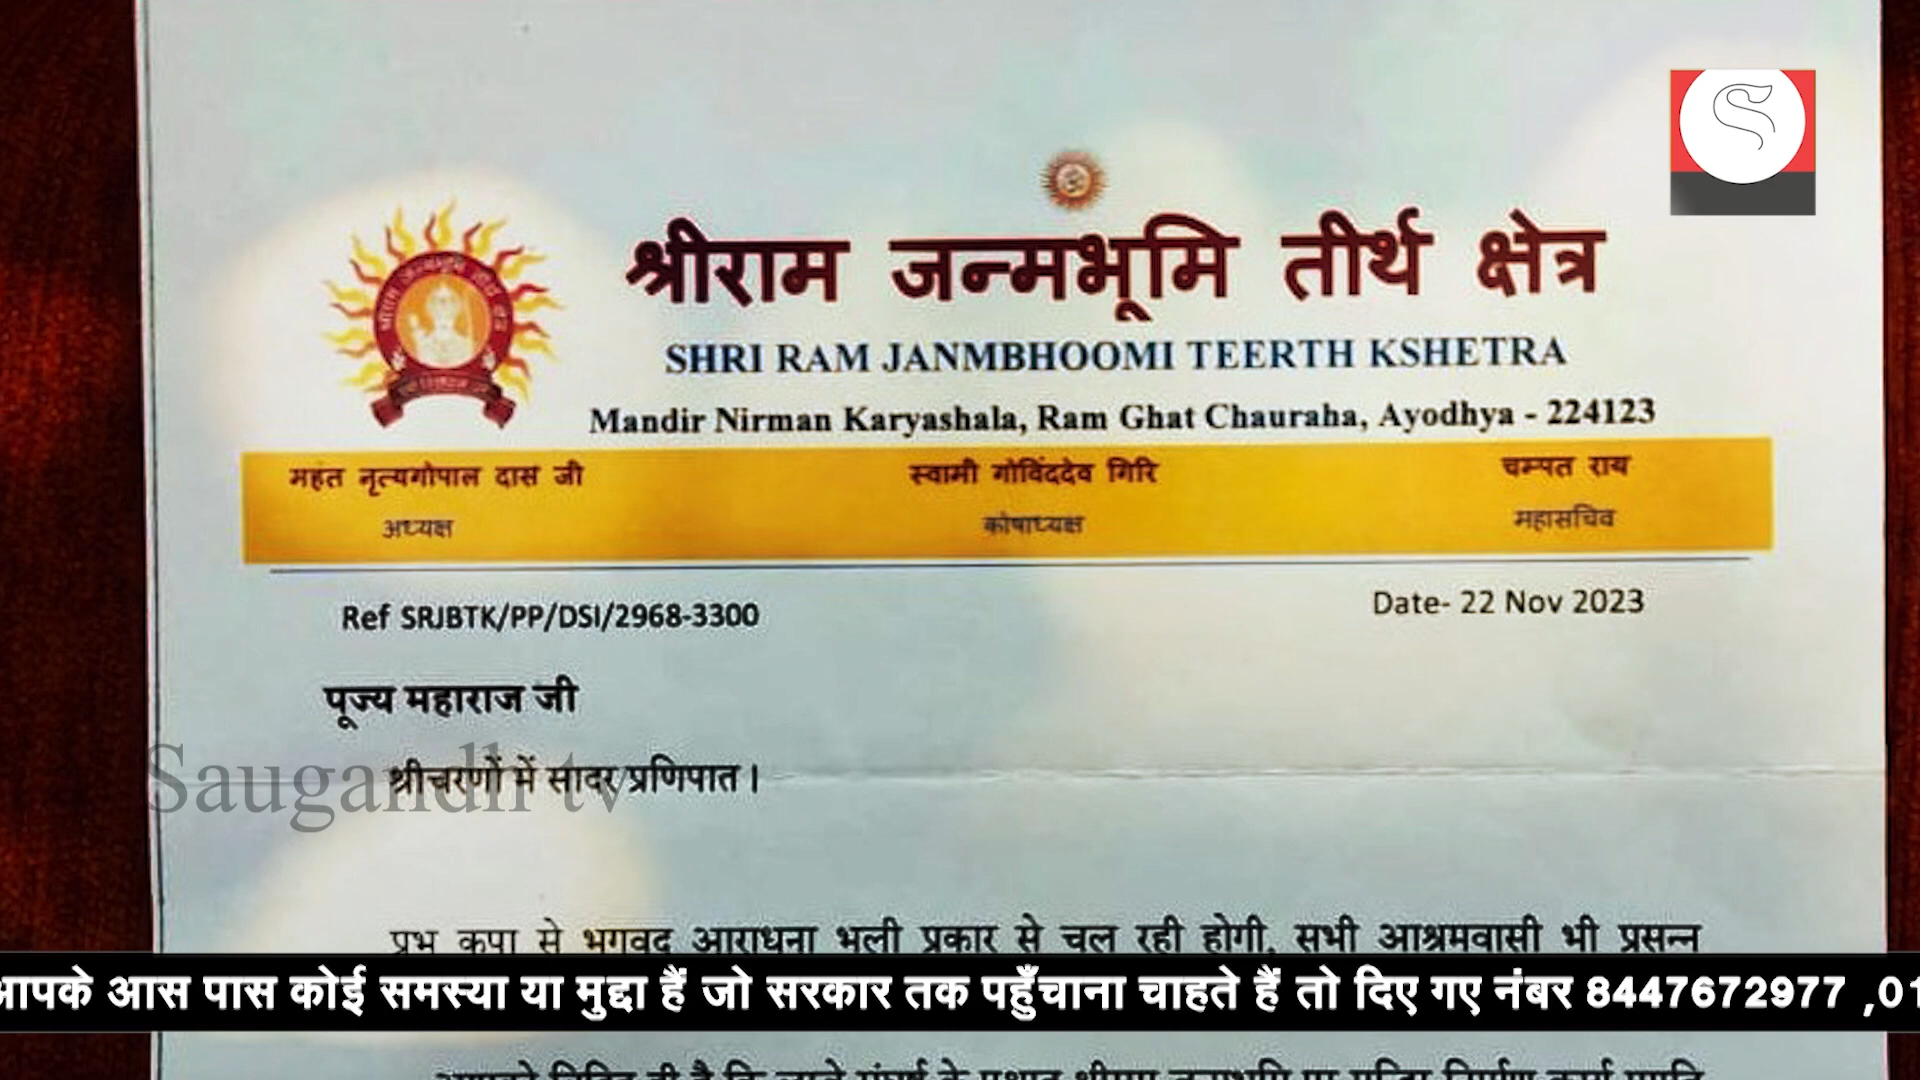 श्रीराम जन्मभूमि तीर्थ क्षेत्र
SHRI RAM JANMBHOOMI TEERTH KSHETRA
Mandir Nirman Karyashala, Ram Ghat Chauraha, Ayodhya - 224123
महंत नृत्यगोपाल दास जी स्वामी गोविंददेव गिरि चम्पत राय
अध्यक्ष कोषाध्यक्ष महासचिव
Ref SRJBTK/PP/DSI/2968-3300 Date- 22 Nov 2023
पूज्य महाराज जी
Saugandh tv
श्रीचरणों में सादर प्रणिपात।
प्रभु कृपा से भगवद् आराधना भली प्रकार से चल रही होगी, सभी आश्रमवासी भी प्रसन्न
आपके आस पास कोई समस्या या मुद्दा हैं जो सरकार तक पहुँचाना चाहते हैं तो दिए गए नंबर 8447672977 ,01